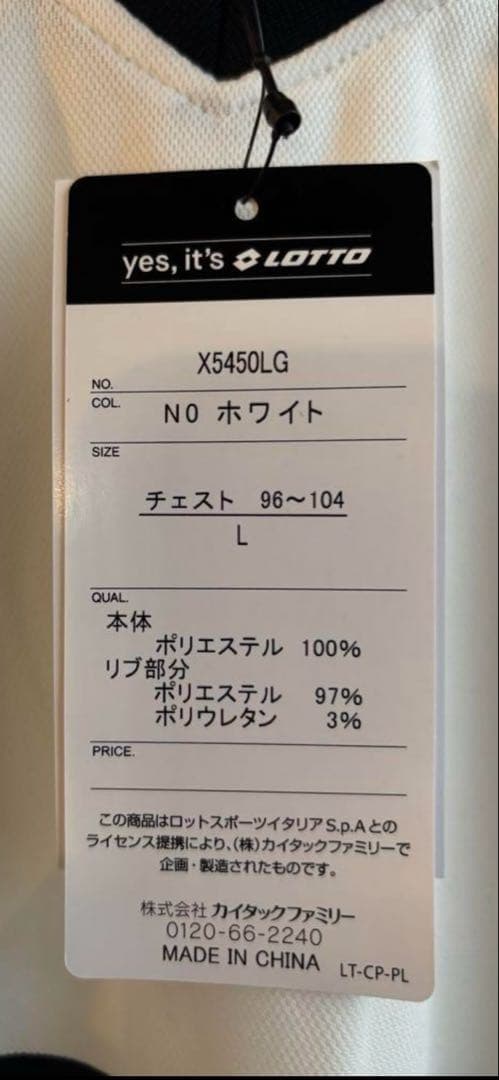 yes, it's LOTTO
X5450LG
NO.
COL. N0 ホワイト
SIZE
チェスト 96〜104
L
QUAL.
本体
ポリエステル 100%
リブ部分
ポリエステル 97%
ポリウレタン 3%
PRICE.
この商品はロットスポーツイタリアS.p.Aとの
ライセンス提携により、(株)カイタックファミリーで
企画・製造されたものです。
株式会社 カイタックファミリー
0120-66-2240
MADE IN CHINA LT-CP-PL